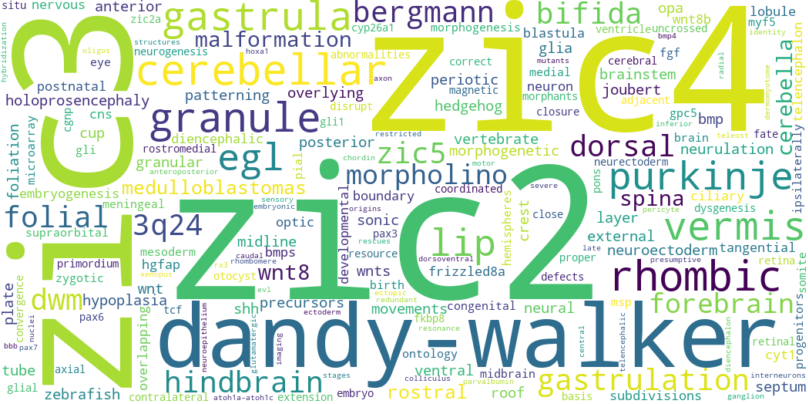 situ nervous anterior gastrula bergmann cyp26a1 morphogenesis bifida opa wnt8b lobule
hybridization zic2a oligos eye structures neurogenesis hoxa1 malformation abnormalities blastula ventricle uncrossed bmp4 myf5 identity
zic3 postnatal cerebellar overlying disrupt correct glia mutants cerebral fgf zic4 radial dermomyotome telencephalon
holoprosencephaly patterning axon periodic magnetic medial neuron morphants brainstem adjacent joubert cerebella
foliation microarray cgnp cns cup gli granule gli1 hedgehog closure gpc5 inferior bmp teleost fate
rostromedial diencephalic posterior restricted vertebrate neurulation brain
granular egl pial chordin zic5 morphogenetic dorsal neurectoderm ipsilaterally
embryogenesis meningeal anteroposterior medulloblastomas morpholino motor boundary coordinated crest pons purkinje ciliary dysgenesis
folial 3q24 supraorbital sensory embryonic developmental origins optic sonic pax3 severe spina layer pericyte vermis
midline zic2 lip hemispheres close external tangential
mesoderm primordium zygotic hgfap xenopus caudal rhombomere bmps otocyst rx3 wnt8 resource rescues dorsoventral wnts frizzled8a proper late neuroectoderm presumptive retina
plate convergence dwm hypoplasia wnt evl precursors birth ectopic redundant defects rhombic somite
bbb pax7 nuclei pax6 tcf shh ectoderm movements congenital fkbp8 resonance neural msp forebrain progenitors
tube axial overlapping neuroepithelium glutamatergic imaging dandy-walker central telencephalic diencephalon retinal cyt1
glial hindbrain ventral ontology midbrain gastrulation interneurons septum
zebrafish contralateral atoh1a-atoh1c extension stages embryo colliculus rostral parvalbumin roof basis subdivisions ganglion